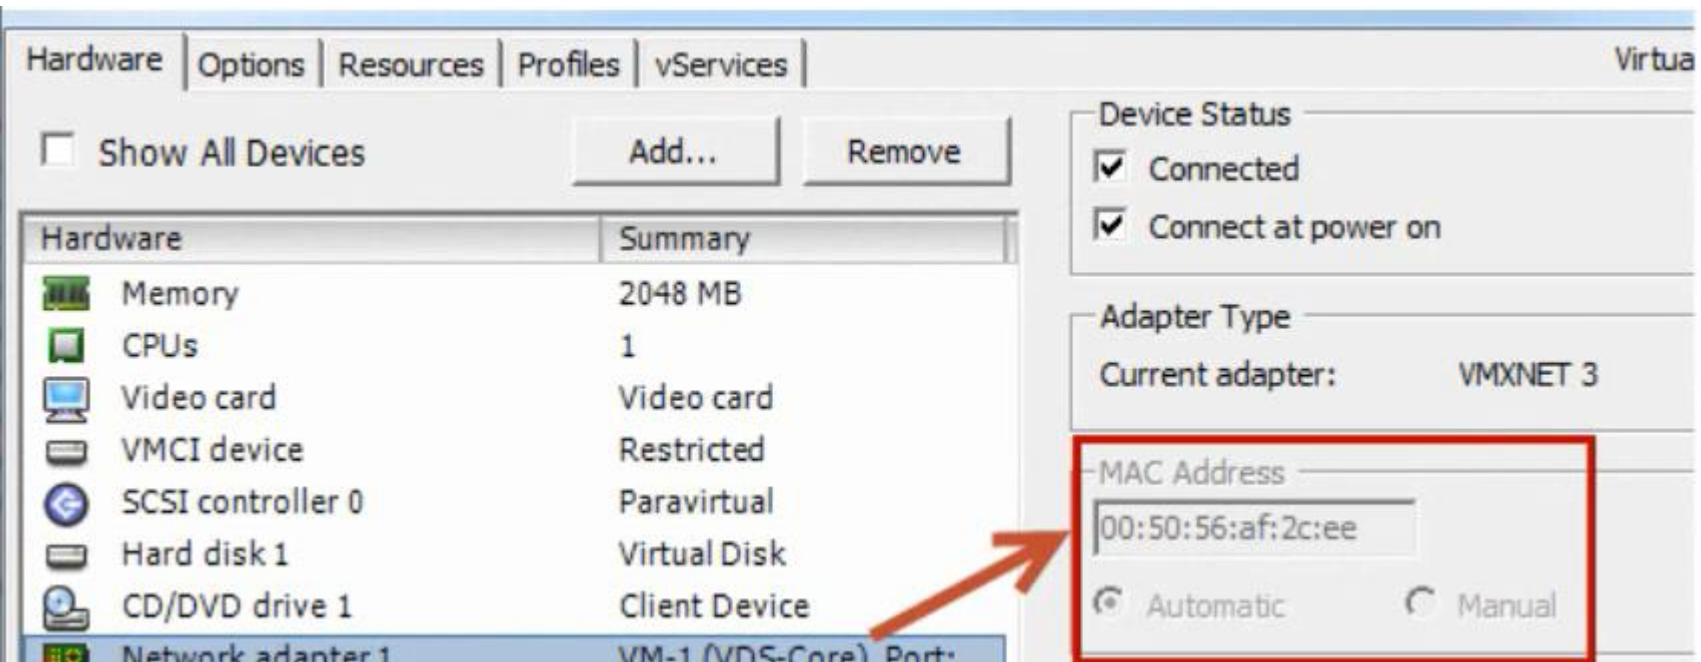 Hardware Options Resources Profiles vServices Virtua
Show All Devices Add... Remove
Hardware Summary
Memory 2048 MB
CPUs 1
Video card Video card
VMCI device Restricted
SCSI controller 0 Paravirtual
Hard disk 1 Virtual Disk
CD/DVD drive 1 Client Device
Network adapter 1 VM-1 (VDS-Core), Port:
Device Status
Connected
Connect at power on
Adapter Type
Current adapter: VMXNET 3
MAC Address
00:50:56:af:2c:ee
Automatic Manual